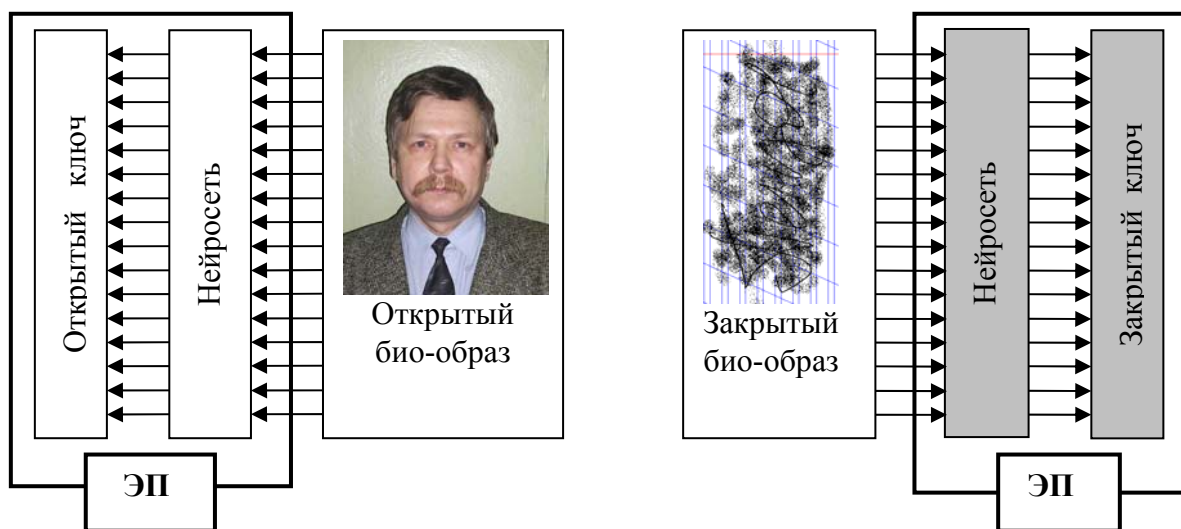 Открытый ключ
Нейросеть
Открытый
био-образ
ЭП
Закрытый
био-образ
Нейросеть
Закрытый ключ
ЭП